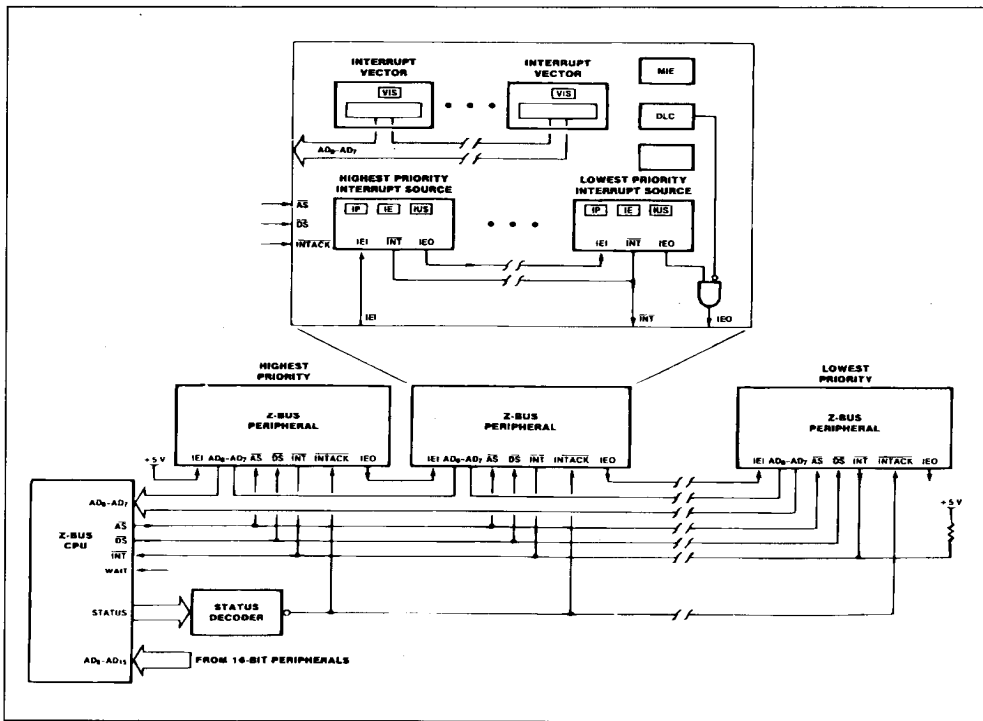 INTERRUPT
VECTOR
VIS
INTERRUPT
VECTOR
VIS
MIE
DLC
AD0-AD7
HIGHEST PRIORITY
INTERRUPT SOURCE
IP IE IUS
IEI INT IEO
LOWEST PRIORITY
INTERRUPT SOURCE
IP IE IUS
IEI INT IEO
AS
DS
INTACK
IEI
INT
IEO
HIGHEST
PRIORITY
Z-BUS
PERIPHERAL
+5 V
IEI AD0-AD7 AS DS INT INTACK IEO
Z-BUS
PERIPHERAL
IEI AD0-AD7 AS DS INT INTACK IEO
LOWEST
PRIORITY
Z-BUS
PERIPHERAL
IEI AD0-AD7 AS DS INT INTACK IEO
+5 V
Z-BUS
CPU
AD0-AD7
AS
DS
INT
WAIT
STATUS
AD8-AD15
STATUS
DECODER
FROM 16-BIT PERIPHERALS